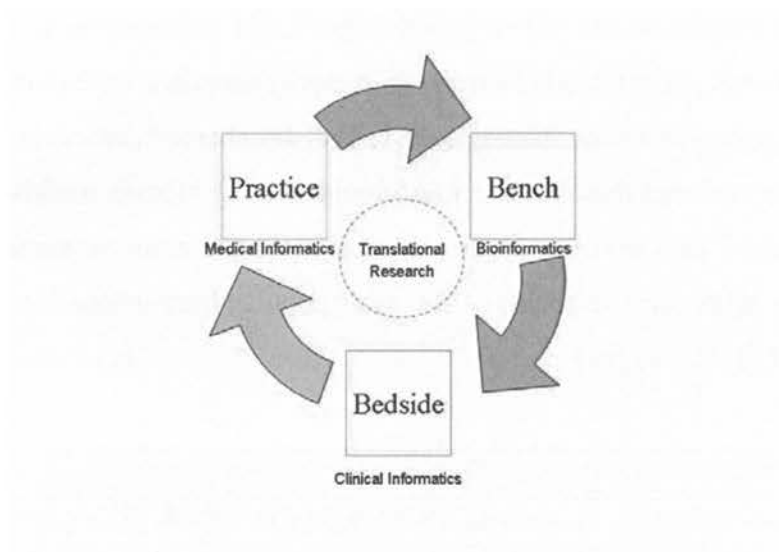 Practice
Bench
Medical Informatics
Translational
Research
Bioinformatics
Bedside
Clinical Informatics